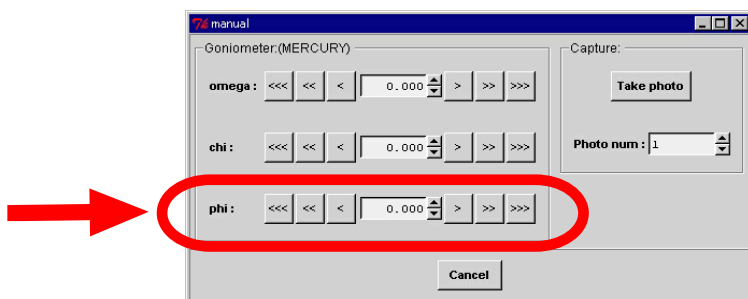 manual
Goniometer:(MERCURY)
omega : <<< << < 0.000 > >> >>>
chi : <<< << < 0.000 > >> >>>
phi : <<< << < 0.000 > >> >>>
Capture:
Take photo
Photo num : 1
Cancel